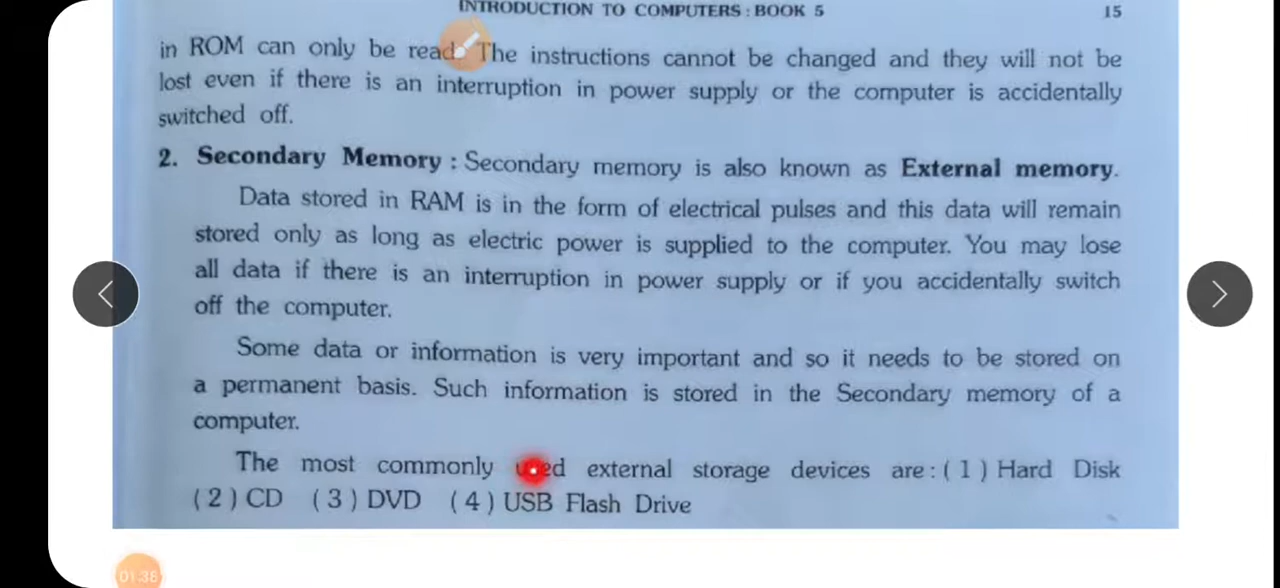 INTRODUCTION TO COMPUTERS : BOOK 5 15
in ROM can only be read. The instructions cannot be changed and they will not be
lost even if there is an interruption in power supply or the computer is accidentally
switched off.
2. Secondary Memory : Secondary memory is also known as External memory.
Data stored in RAM is in the form of electrical pulses and this data will remain
stored only as long as electric power is supplied to the computer. You may lose
all data if there is an interruption in power supply or if you accidentally switch
off the computer.
Some data or information is very important and so it needs to be stored on
a permanent basis. Such information is stored in the Secondary memory of a
computer.
The most commonly used external storage devices are : ( 1 ) Hard Disk
( 2 ) CD ( 3 ) DVD ( 4 ) USB Flash Drive
01:38